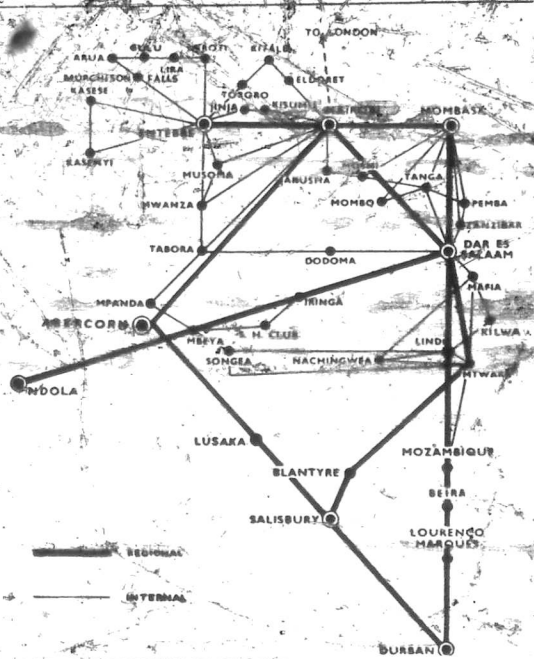 TO LONDON
GULU
KITALE
ARUA
LIRA
ELDORET
MURCHISON FALLS
TORORO
KASESE
JINJA
KISUMU
ENTEBBE
NAIROBI
MOMBASA
KASENYI
MUSOMA
ARUSHA
MOSHI
TANGA
MWANZA
MOMBO
PEMBA
ZANZIBAR
TABORA
DODOMA
DAR ES
SALAAM
MAFIA
MPANDA
IRINGA
ABERCORN
KILWA
MBEYA
S. H. CLUB
LINDI
SONGEA
NACHINGWEA
MTWARA
NDOLA
LUSAKA
MOZAMBIQUE
BLANTYRE
BEIRA
SALISBURY
LOURENCO
MARQUES
REGIONAL
INTERNAL
DURBAN